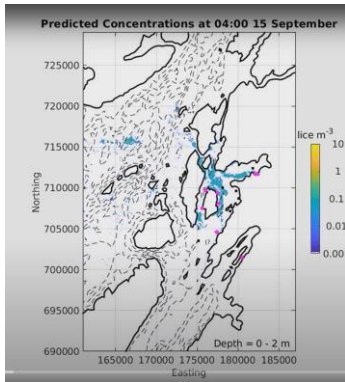 Predicted Concentrations at 04:00 15 September
725000
720000
715000
710000
705000
700000
695000
690000
Northing
165000 170000 175000 180000 185000
Easting
Depth = 0 - 2 m
lice m-3
10
1
0.1
0.01
0.00